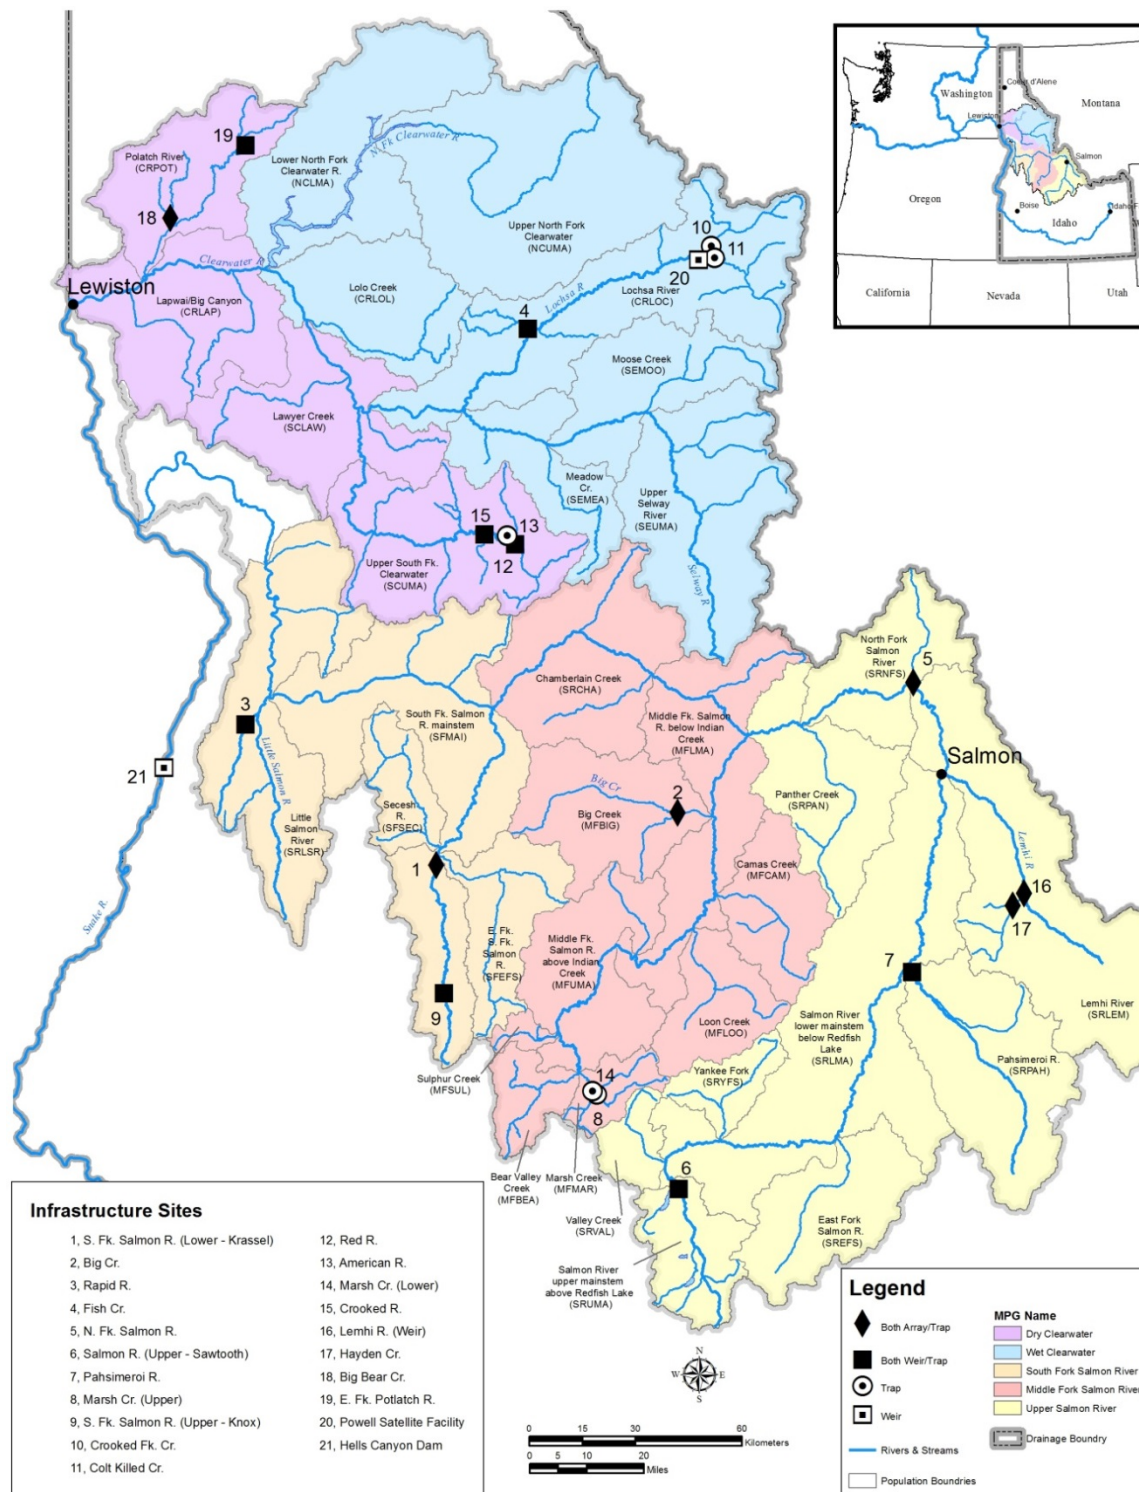 19
Polatch River
(CRPOT)
18
Lower North Fork
Clearwater R.
(NCLMA)
N. Fk Clearwater R
Upper North Fork
Clearwater
(NCUMA)
10
11
20
Lochsa River
(CRLOC)
Clearwater R
Lewiston
Lapwai/Big Canyon
(CRLAP)
Lolo Creek
(CRLOL)
4
Lochsa R
Moose Creek
(SEMOO)
Lawyer Creek
(SCLAW)
Meadow
Cr.
(SEMEA)
Upper
Selway
River
(SEUMA)
15
13
12
Upper South Fk.
Clearwater
(SCUMA)
Selway R
North Fork
Salmon
River
(SRNFS)
5
Chamberlain Creek
(SRCHA)
3
South Fk. Salmon
R. mainstem
(SFMAI)
Middle Fk. Salmon
R. below Indian
Creek
(MFLMA)
Salmon
21
Little Salmon R
Big Cr
2
Panther Creek
(SRPAN)
Secesh
R.
(SFSEC)
Big Creek
(MFBIG)
Little
Salmon
River
(SRLSR)
Lemhi R
1
Camas Creek
(MFCAM)
16
17
Snake R.
E. Fk.
S. Fk.
Salmon
R.
(SFEFS)
Middle Fk.
Salmon R.
above Indian
Creek
(MFUMA)
7
9
Lemhi River
(SRLEM)
Loon Creek
(MFLOO)
Salmon River
lower mainstem
below Redfish
Lake
(SRLMA)
Pahsimeroi R.
(SRPAH)
Sulphur Creek
(MFSUL)
14
8
Yankee Fork
(SRYFS)
Bear Valley
Creek
(MFBEA)
Marsh Creek
(MFMAR)
6
Valley Creek
(SRVAL)
East Fork
Salmon R.
(SREFS)
Salmon River
upper mainstem
above Redfish Lake
(SRUMA)
Washington
Coeur d'Alene
Montana
Lewiston
Salmon
Oregon
Boise
Idaho
California
Nevada
Utah
Infrastructure Sites
1, S. Fk. Salmon R. (Lower - Krassel)
2, Big Cr.
3, Rapid R.
4, Fish Cr.
5, N. Fk. Salmon R.
6, Salmon R. (Upper - Sawtooth)
7, Pahsimeroi R.
8, Marsh Cr. (Upper)
9, S. Fk. Salmon R. (Upper - Knox)
10, Crooked Fk. Cr.
11, Colt Killed Cr.
12, Red R.
13, American R.
14, Marsh Cr. (Lower)
15, Crooked R.
16, Lemhi R. (Weir)
17, Hayden Cr.
18, Big Bear Cr.
19, E. Fk. Potlatch R.
20, Powell Satellite Facility
21, Hells Canyon Dam
N
W E
S
0 15 30 60
Kilometers
0 5 10 20
Miles
Legend
Both Array/Trap
Both Weir/Trap
Trap
Weir
Rivers & Streams
Population Boundries
MPG Name
Dry Clearwater
Wet Clearwater
South Fork Salmon River
Middle Fork Salmon River
Upper Salmon River
Drainage Boundry